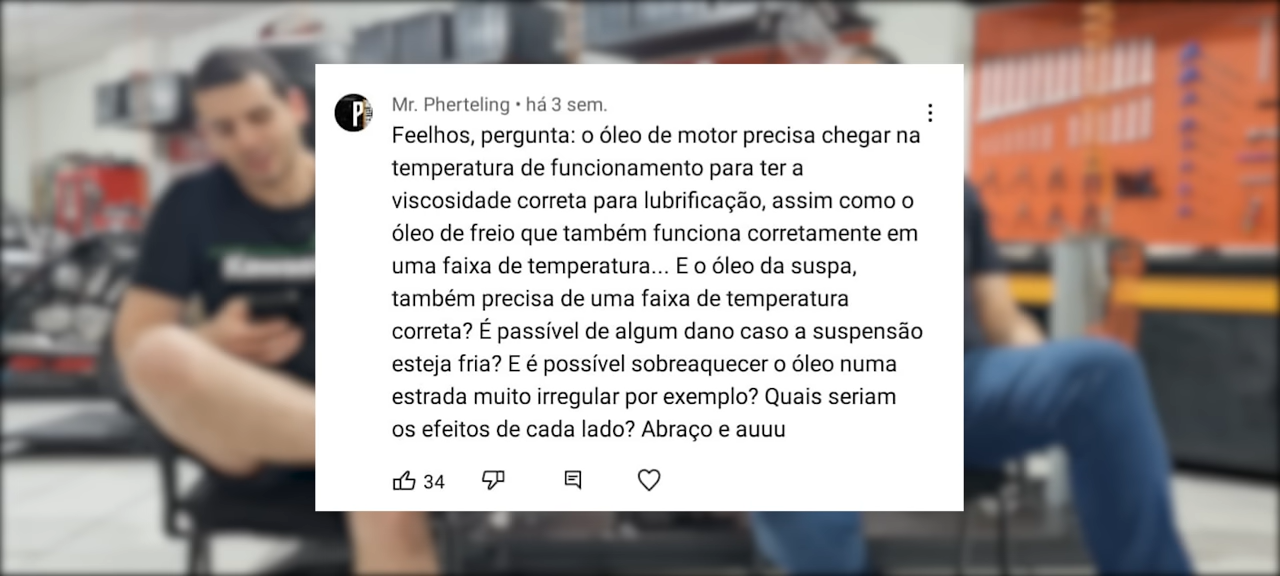 Mr. Pherteling • há 3 sem.
Feelhos, pergunta: o óleo de motor precisa chegar na
temperatura de funcionamento para ter a
viscosidade correta para lubrificação, assim como o
óleo de freio que também funciona corretamente em
uma faixa de temperatura... E o óleo da suspa,
também precisa de uma faixa de temperatura
correta? É passível de algum dano caso a suspensão
esteja fria? E é possível sobreaquecer o óleo numa
estrada muito irregular por exemplo? Quais seriam
os efeitos de cada lado? Abraço e auuu
34